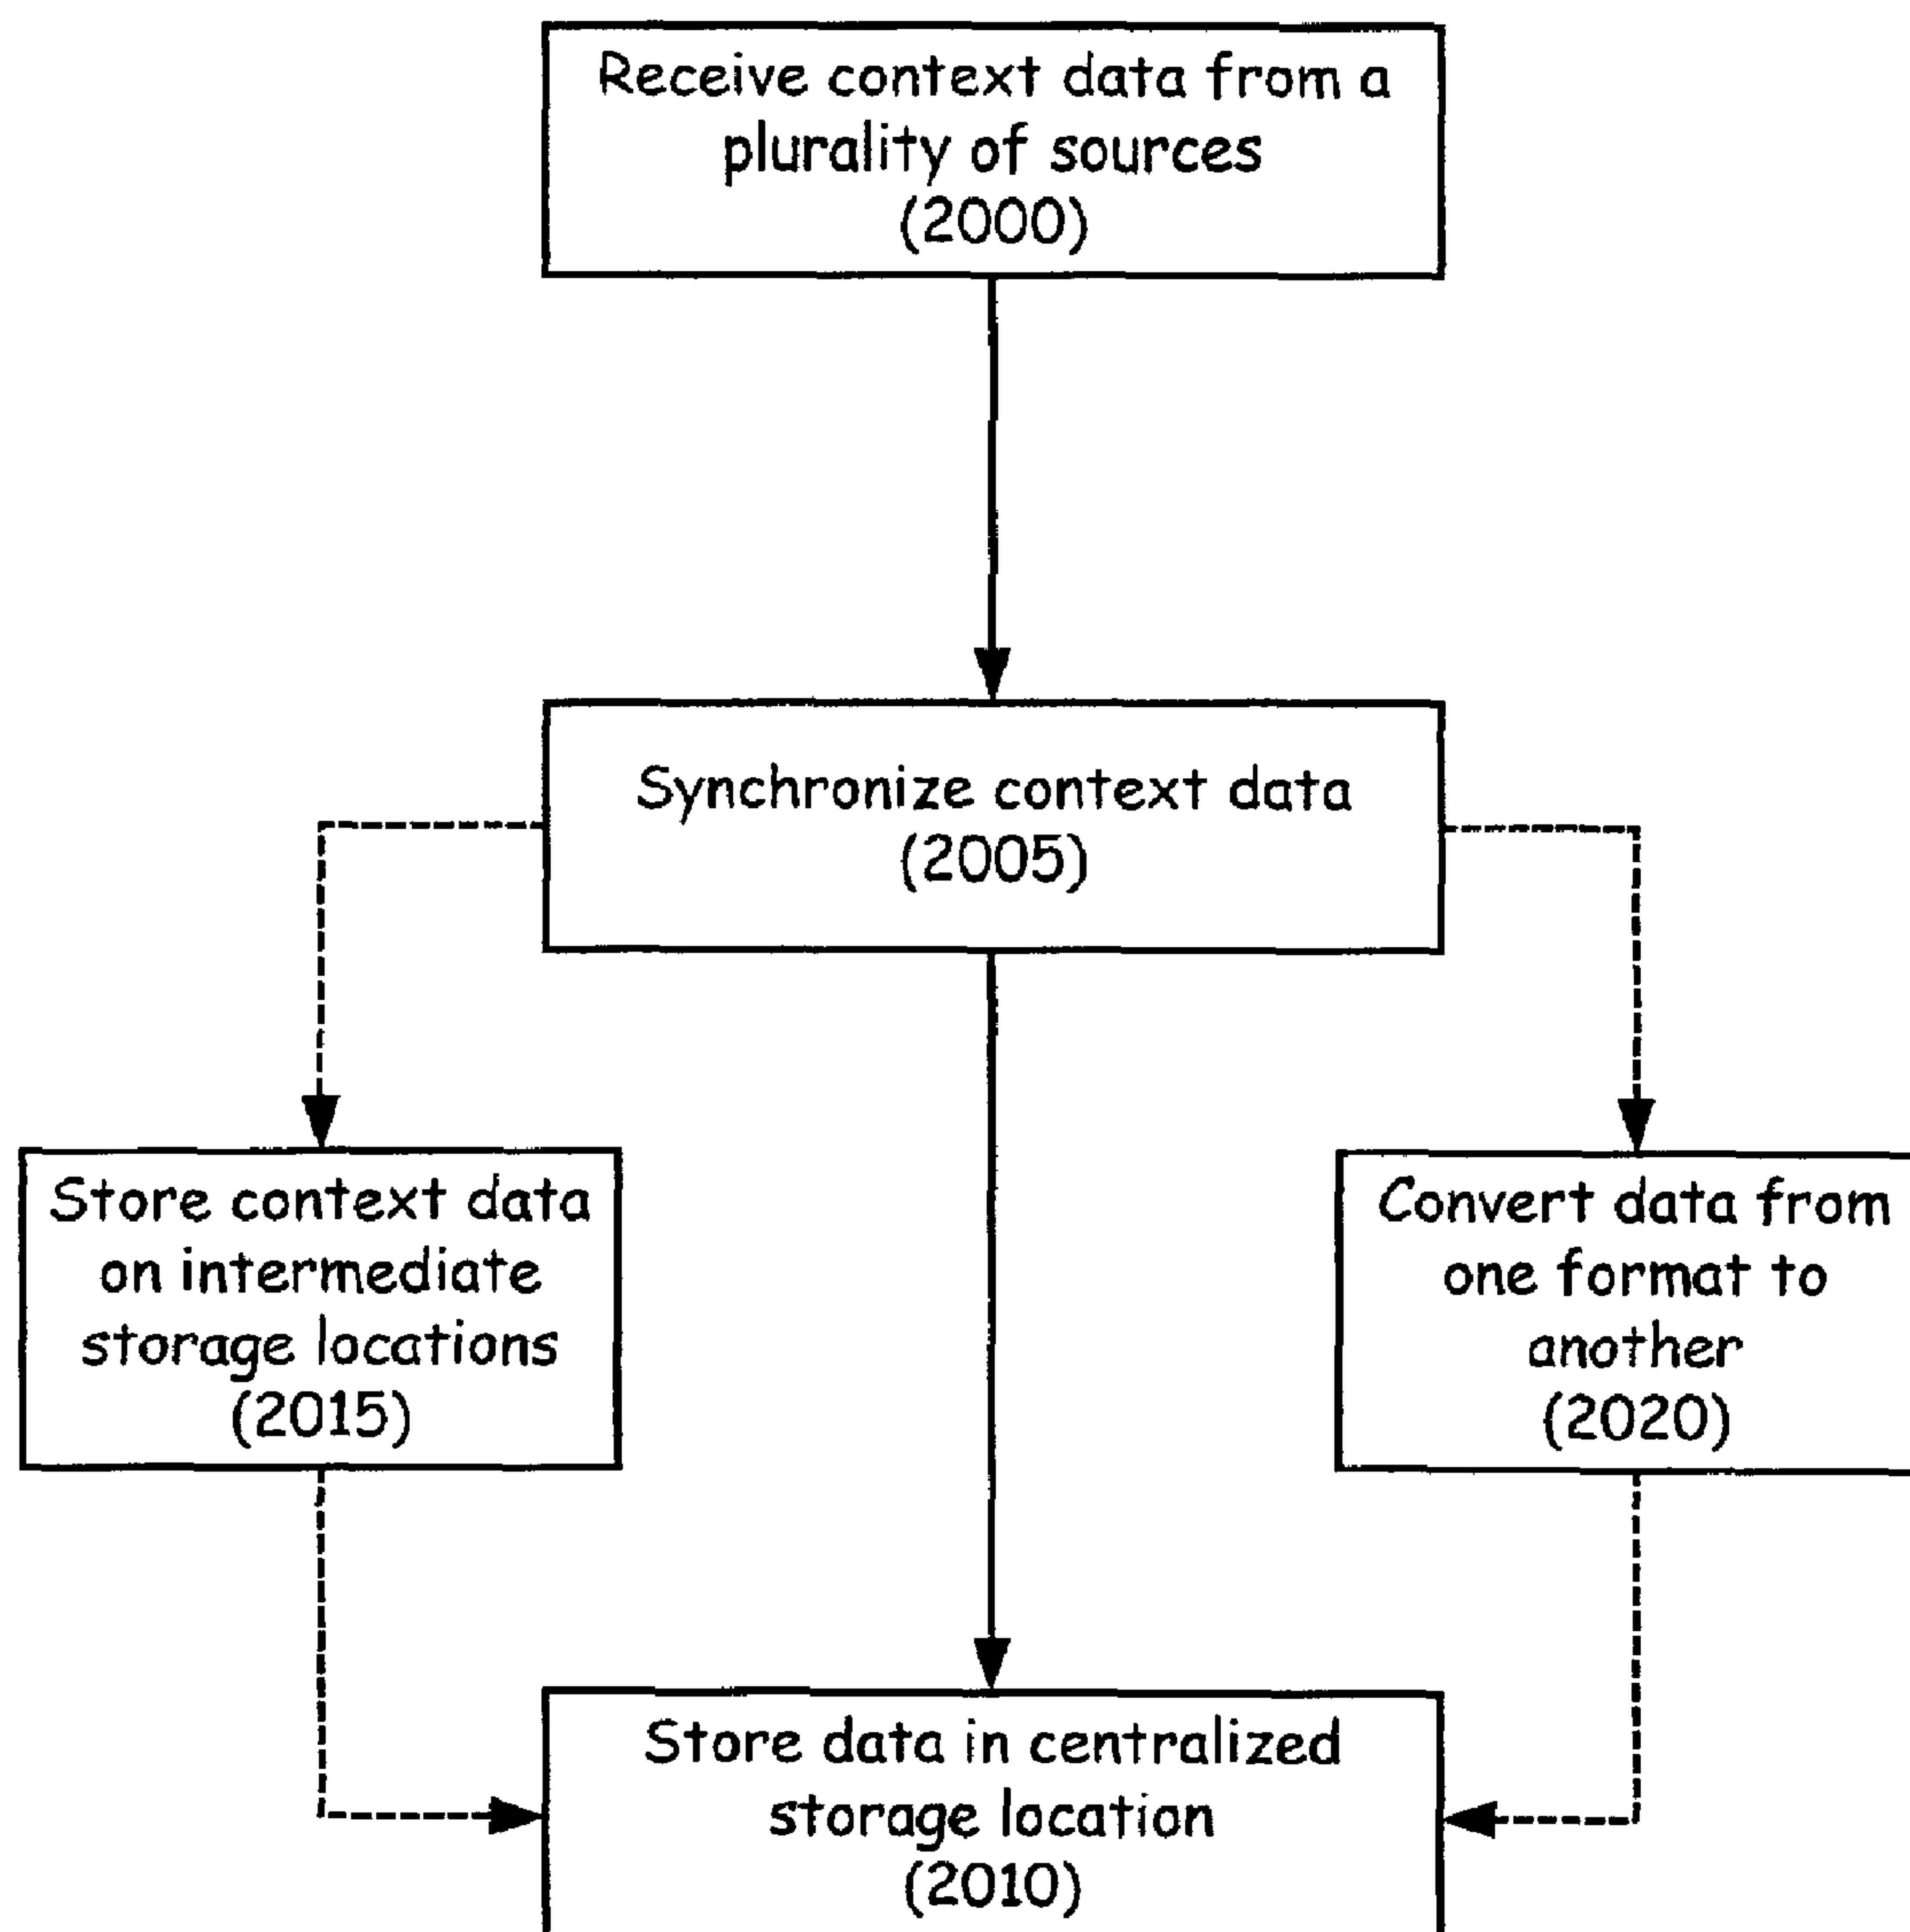 Receive context data from a
plurality of sources
(2000)
Synchronize context data
(2005)
Store context data
on intermediate
storage locations
(2015)
Convert data from
one format to
another
(2020)
Store data in centralized
storage location
(2010)